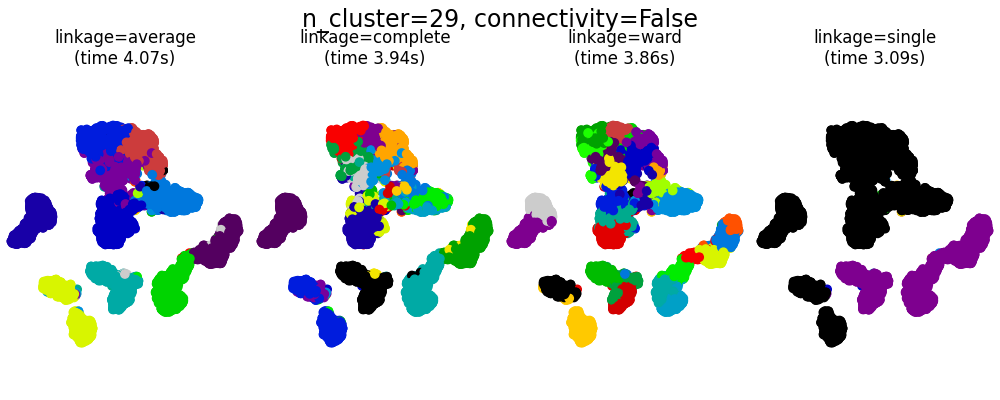 n_cluster=29, connectivity=False
linkage=average
(time 4.07s)
linkage=complete
(time 3.94s)
linkage=ward
(time 3.86s)
linkage=single
(time 3.09s)